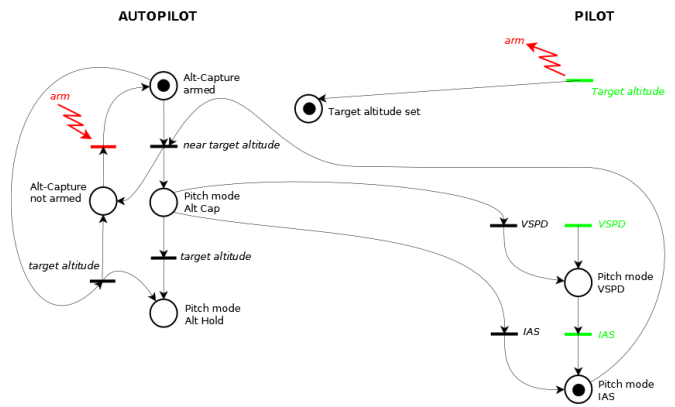 AUTOPILOT
PILOT
arm
Alt-Capture
armed
Target altitude
arm
Target altitude set
near target altitude
Alt-Capture
not armed
Pitch mode
Alt Cap
VSPD
VSPD
target altitude
target altitude
Pitch mode
VSPD
Pitch mode
Alt Hold
IAS
IAS
Pitch mode
IAS